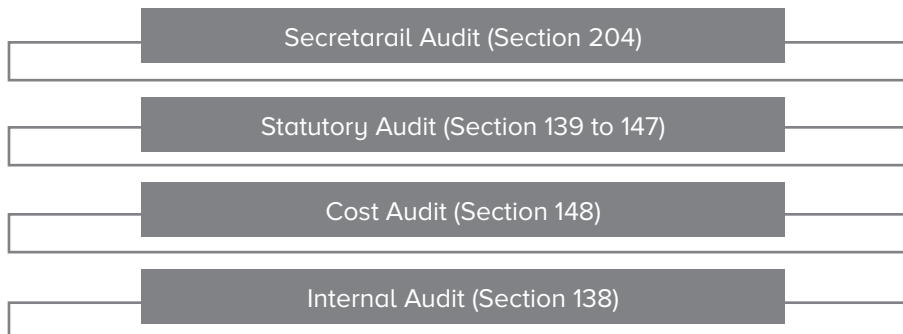 Secretarail Audit (Section 204)
Statutory Audit (Section 139 to 147)
Cost Audit (Section 148)
Internal Audit (Section 138)